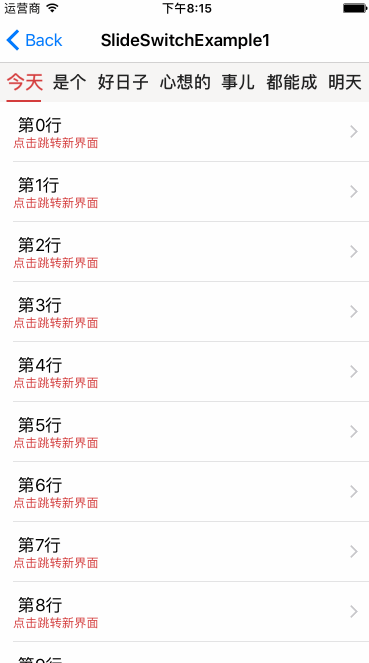 运营商 下午8:15
Back SlideSwitchExample1
今天 是个 好日子 心想的 事儿 都能成 明天
第0行
点击跳转新界面
第1行
点击跳转新界面
第2行
点击跳转新界面
第3行
点击跳转新界面
第4行
点击跳转新界面
第5行
点击跳转新界面
第6行
点击跳转新界面
第7行
点击跳转新界面
第8行
点击跳转新界面
第9行